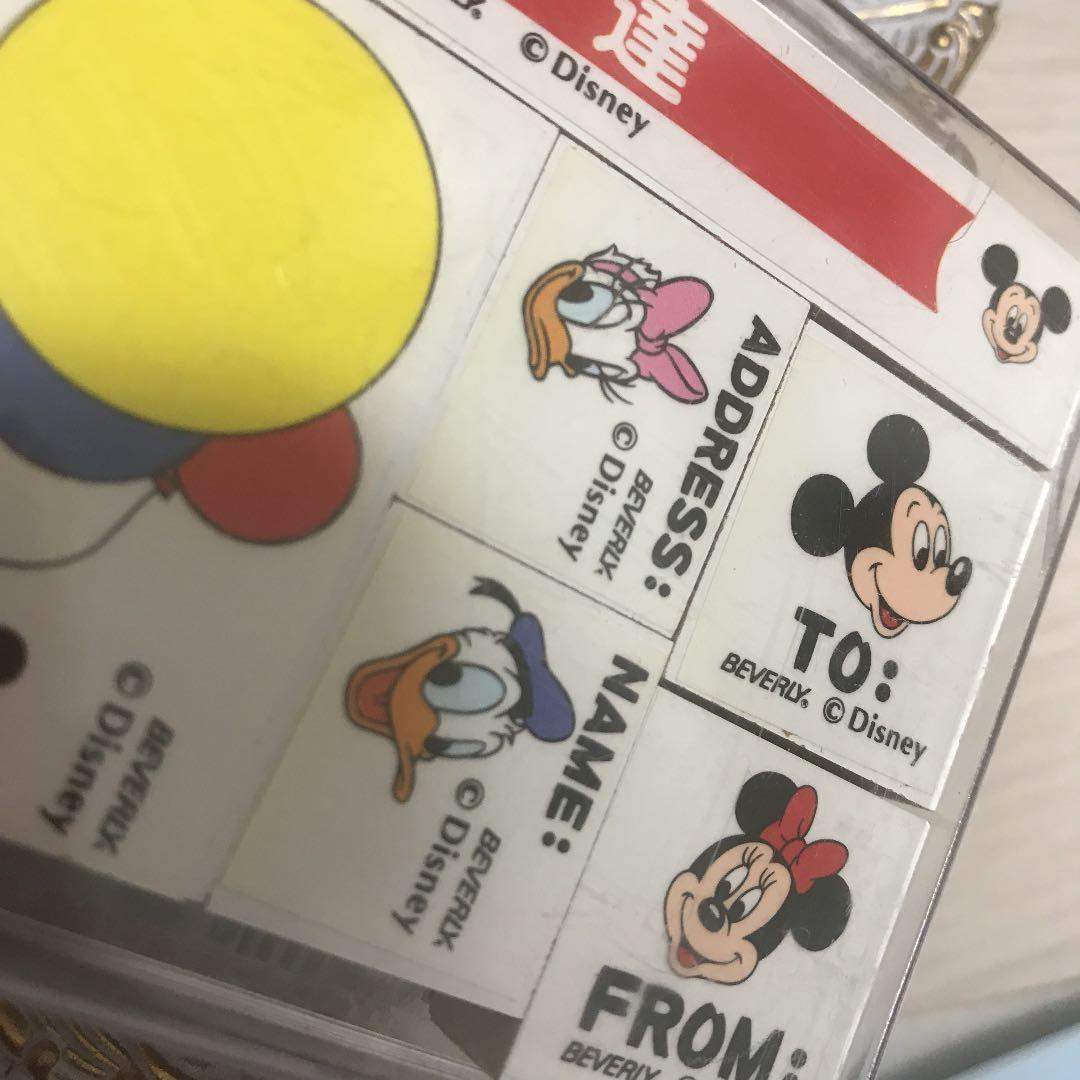 © Disney
達
ADDRESS:
BEVERLY.
© Disney
TO:
BEVERLY. © Disney
NAME:
BEVERLY.
© Disney
BEVERLY.
© Disney
FROM:
BEVERLY